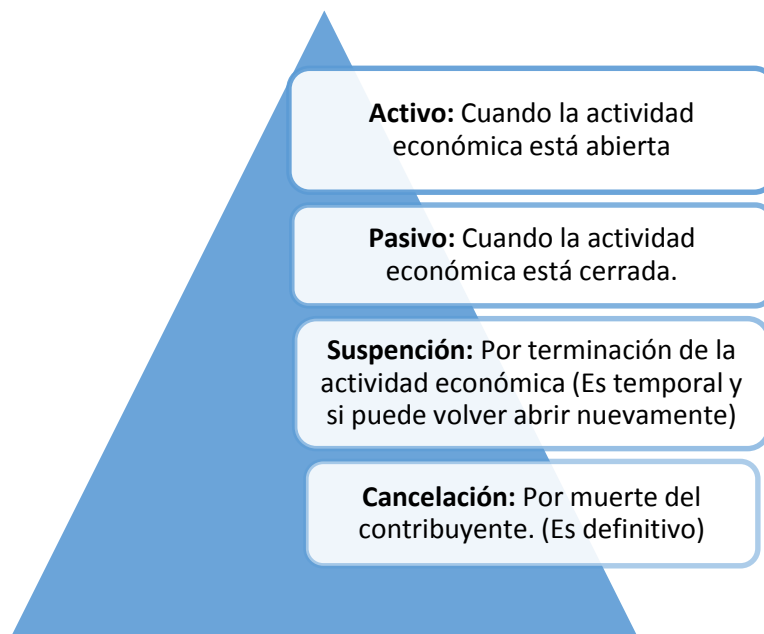 Activo: Cuando la actividad
económica está abierta
Pasivo: Cuando la actividad
económica está cerrada.
Suspención: Por terminación de la
actividad económica (Es temporal y
si puede volver abrir nuevamente)
Cancelación: Por muerte del
contribuyente. (Es definitivo)